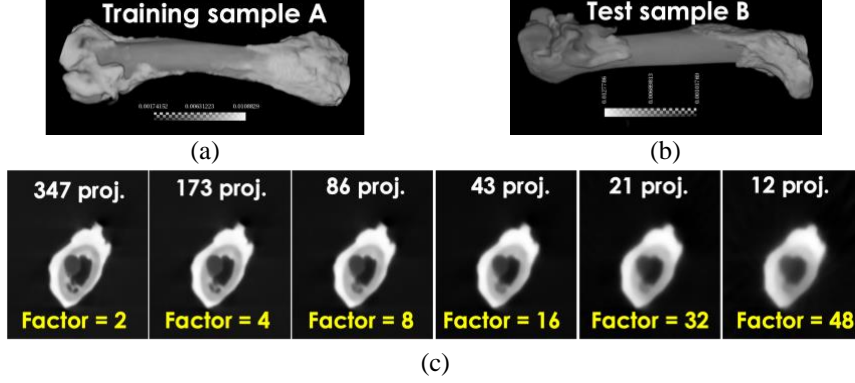 Training sample A
0.00174152 0.00631223 0.0108829
(a)
Test sample B
(b)
347 proj.
Factor = 2
173 proj.
Factor = 4
86 proj.
Factor = 8
43 proj.
Factor = 16
21 proj.
Factor = 32
12 proj.
Factor = 48
(c)